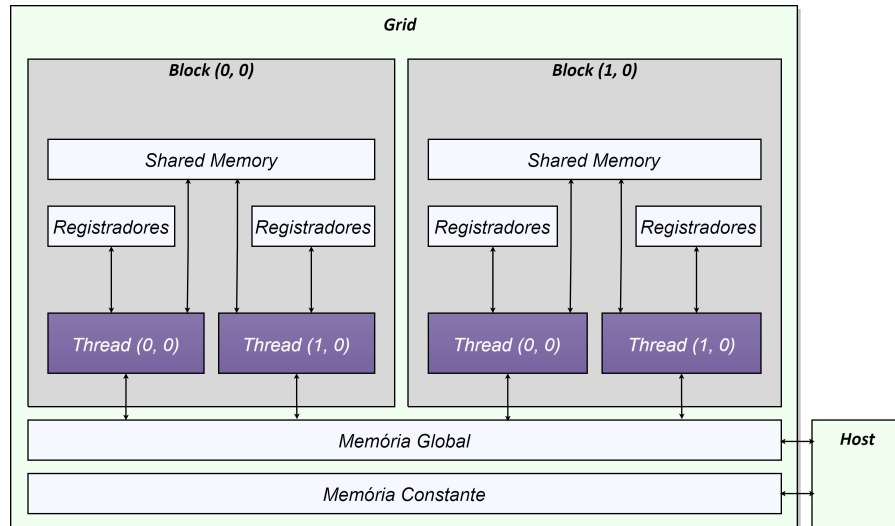 Grid
Block (0, 0)
Block (1, 0)
Shared Memory
Shared Memory
Registradores
Registradores
Registradores
Registradores
Thread (0, 0)
Thread (1, 0)
Thread (0, 0)
Thread (1, 0)
Memória Global
Host
Memória Constante